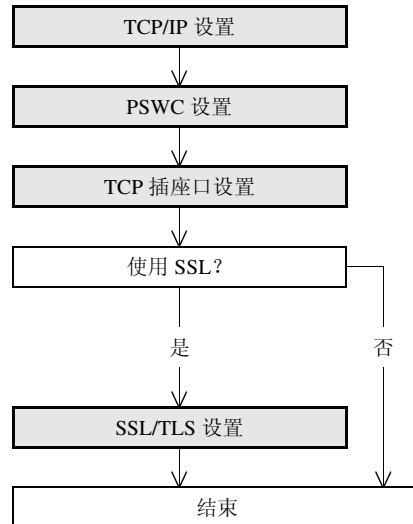 TCP/IP 设置
PSWC 设置
TCP 插座口设置
使用 SSL？
是
否
SSL/TLS 设置
结束